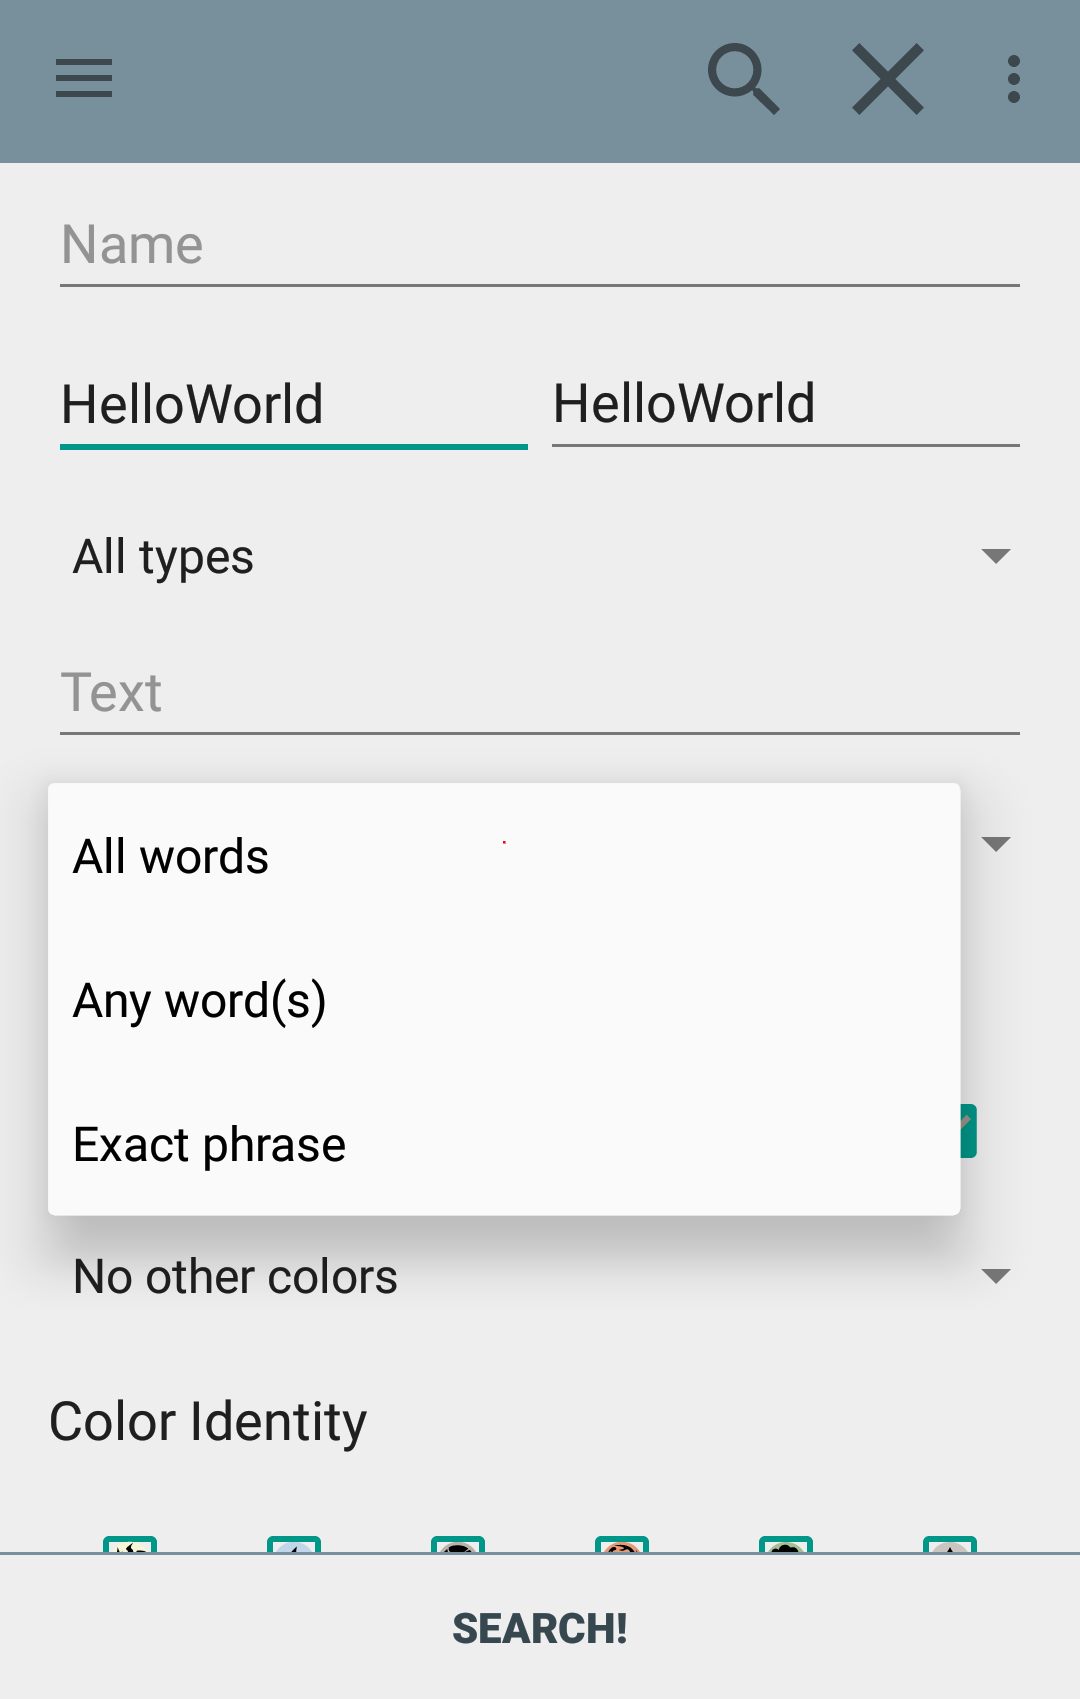 Name
HelloWorld HelloWorld
All types
Text
All words
Any word(s)
Exact phrase
No other colors
Color Identity
SEARCH!